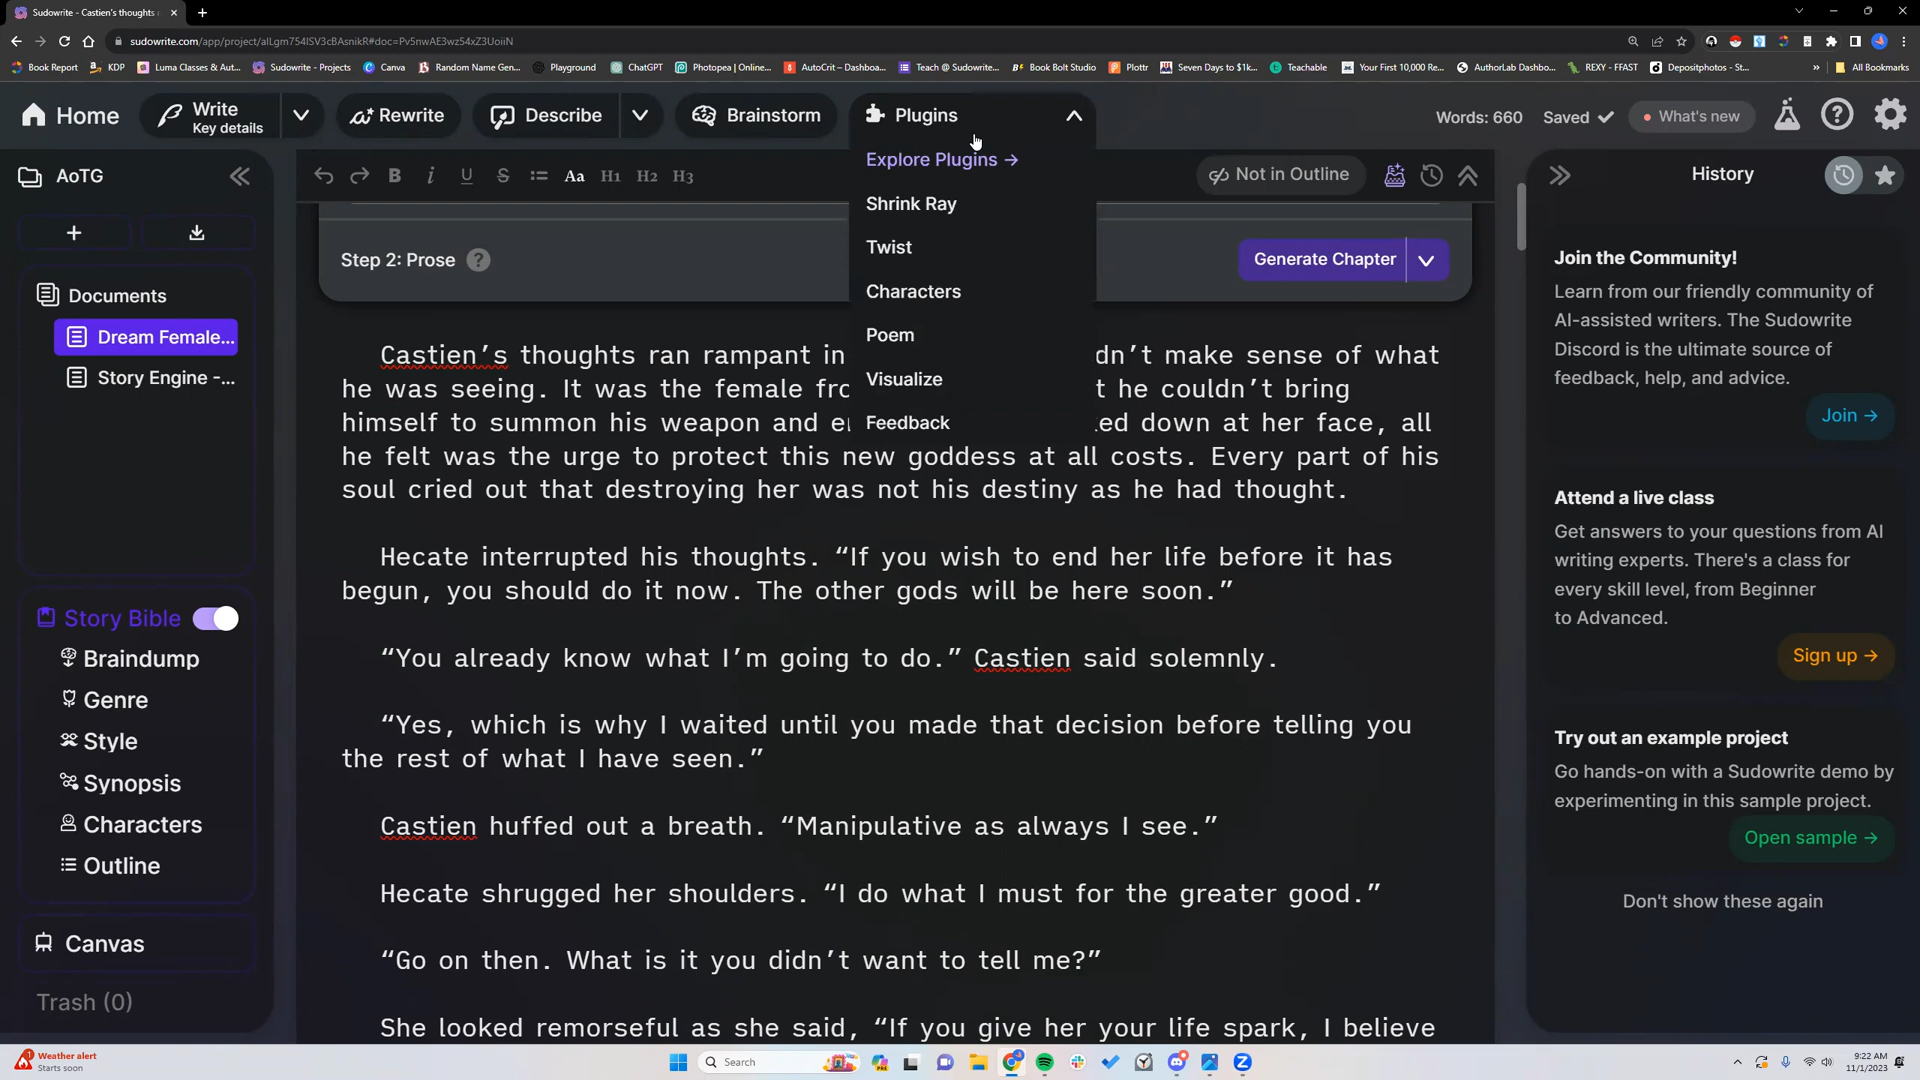 Sudowrite - Castien's thoughts
sudowrite.com/app/project/alLgm754ISV3cBAsnikR#doc=Pv5nwAE3wz54xZ3UoiiN
Book Report
KDP
Luma Classes & Aut...
Sudowrite - Projects
Canva
Random Name Gen...
Playground
ChatGPT
Photopea | Online...
AutoCrit – Dashboa...
Teach @ Sudowrite...
Book Bolt Studio
Plottr
Seven Days to $1k...
Teachable
Your First 10,000 Re...
AuthorLab Dashbo...
REXY - FFAST
Depositphotos - St...
All Bookmarks
Home
Write
Key details
Rewrite
Describe
Brainstorm
Plugins
Words: 660
Saved
What's new
Explore Plugins →
Shrink Ray
Twist
Characters
Poem
Visualize
Feedback
AoTG
B i U S Aa H1 H2 H3
Not in Outline
History
Step 2: Prose
Generate Chapter
Documents
Dream Female...
Story Engine -...
Story Bible
Braindump
Genre
Style
Synopsis
Characters
Outline
Canvas
Trash (0)
Castien’s thoughts ran rampant in dn’t make sense of what
he was seeing. It was the female fro t he couldn’t bring
himself to summon his weapon and e ked down at her face, all
he felt was the urge to protect this new goddess at all costs. Every part of his
soul cried out that destroying her was not his destiny as he had thought.
Hecate interrupted his thoughts. “If you wish to end her life before it has
begun, you should do it now. The other gods will be here soon.”
“You already know what I’m going to do.” Castien said solemnly.
“Yes, which is why I waited until you made that decision before telling you
the rest of what I have seen.”
Castien huffed out a breath. “Manipulative as always I see.”
Hecate shrugged her shoulders. “I do what I must for the greater good.”
“Go on then. What is it you didn’t want to tell me?”
She looked remorseful as she said, “If you give her your life spark, I believe
Join the Community!
Learn from our friendly community of
AI-assisted writers. The Sudowrite
Discord is the ultimate source of
feedback, help, and advice.
Join →
Attend a live class
Get answers to your questions from AI
writing experts. There's a class for
every skill level, from Beginner
to Advanced.
Sign up →
Try out an example project
Go hands-on with a Sudowrite demo by
experimenting in this sample project.
Open sample →
Don't show these again
Weather alert
Starts soon
Search
9:22 AM
11/1/2023